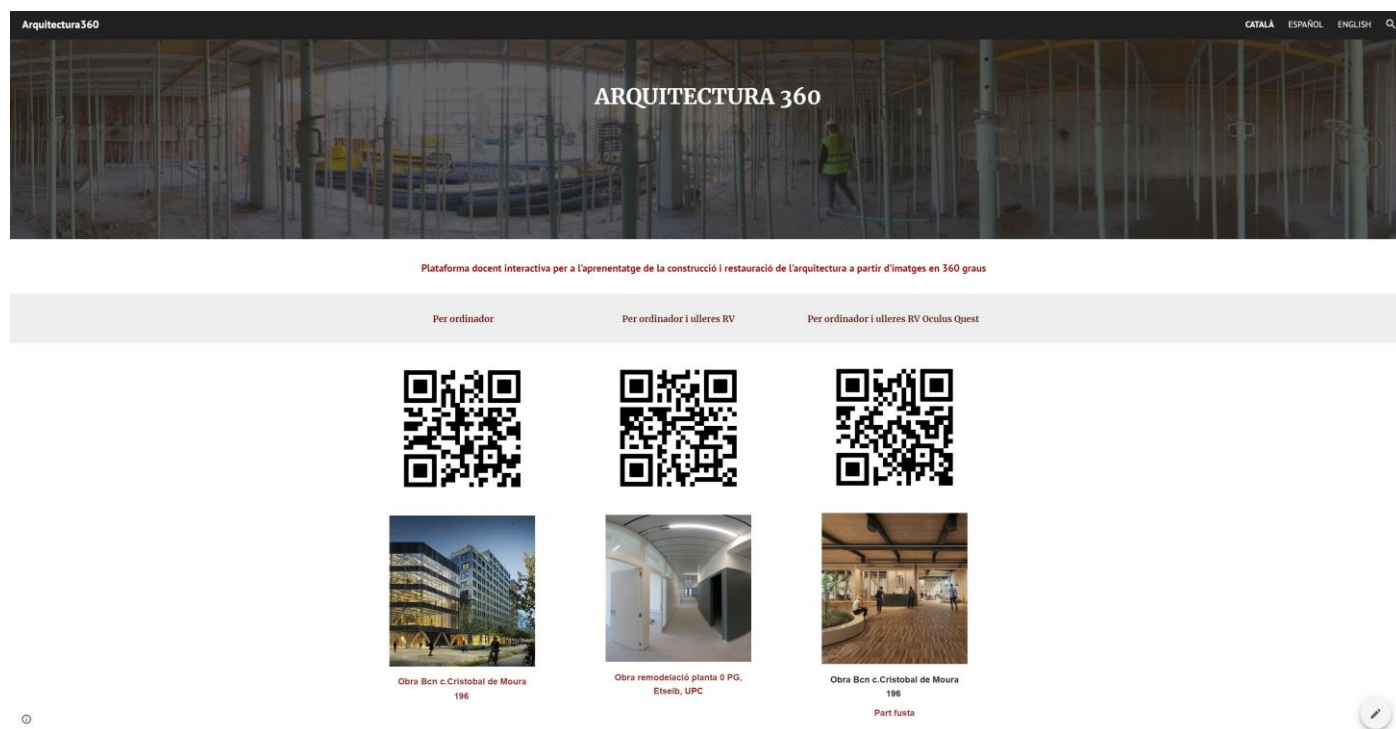 Arquitectura360
CATALÀ ESPAÑOL ENGLISH
ARQUITECTURA 360
Plataforma docent interactiva per a l'aprenentatge de la construcció i restauració de l'arquitectura a partir d'imatges en 360 graus
Per ordinador
Per ordinador i ulleres RV
Per ordinador i ulleres RV Oculus Quest
Obra Bcn c.Cristobal de Moura
196
Obra remodelació planta 0 PG,
Etseib, UPC
Obra Bcn c.Cristobal de Moura
196
Part fusta